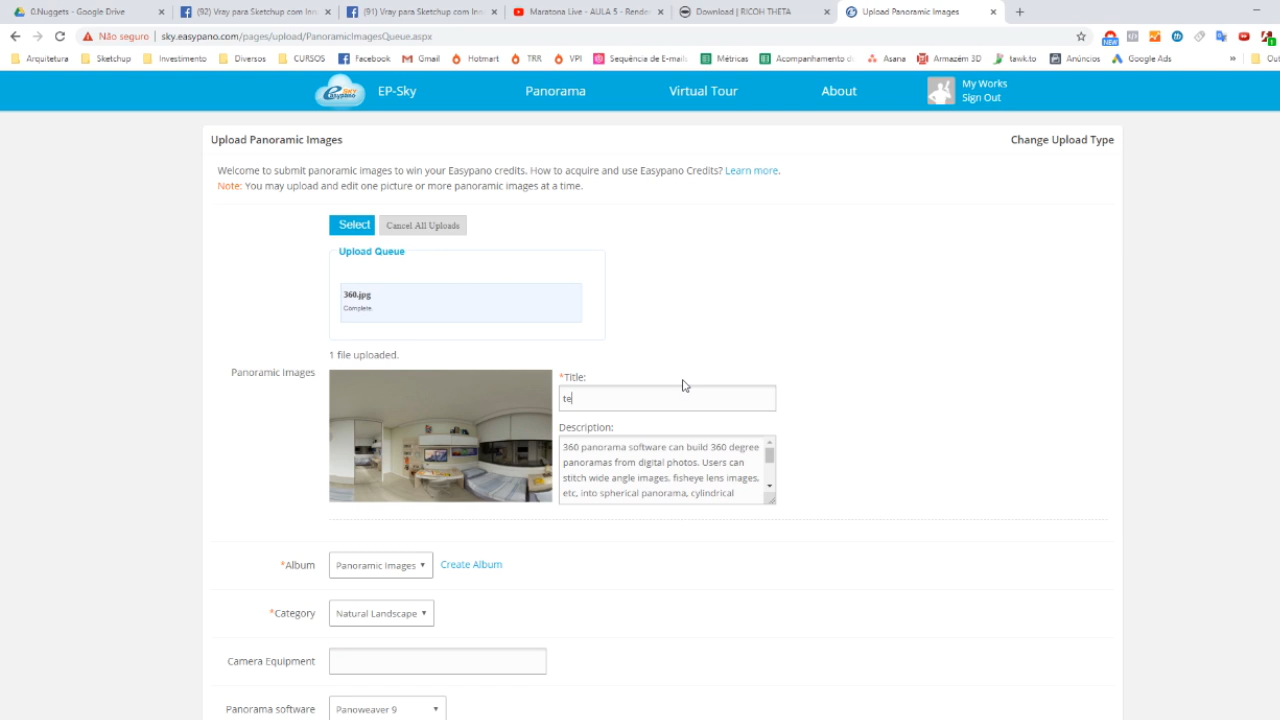 0.Nuggets - Google Drive
(92) Vray para Sketchup com Inn
(91) Vray para Sketchup com Inn
Maratona Live - AULA 5 - Rende
Download | RICOH THETA
Upload Panoramic Images
Não seguro | sky.easypano.com/pages/upload/PanoramicImagesQueue.aspx
NEW
Arquitetura Sketchup Investimento Diversos CURSOS Facebook Gmail Hotmart TRR VPI Sequência de E-mail Métricas Acompanhamento d Asana Armazém 3D tawk.to Anúncios Google Ads » Out
Easypano SKY EP-Sky Panorama Virtual Tour About My Works
Sign Out
Upload Panoramic Images Change Upload Type
Welcome to submit panoramic images to win your Easypano credits. How to acquire and use Easypano Credits? Learn more.
Note: You may upload and edit one picture or more panoramic images at a time.
Select Cancel All Uploads
Upload Queue
360.jpg
Complete.
1 file uploaded.
Panoramic Images
*Title:
te
Description:
360 panorama software can build 360 degree
panoramas from digital photos. Users can
stitch wide angle images, fisheye lens images,
etc, into spherical panorama, cylindrical
*Album Panoramic Images Create Album
*Category Natural Landscape
Camera Equipment
Panorama software Panoweaver 9